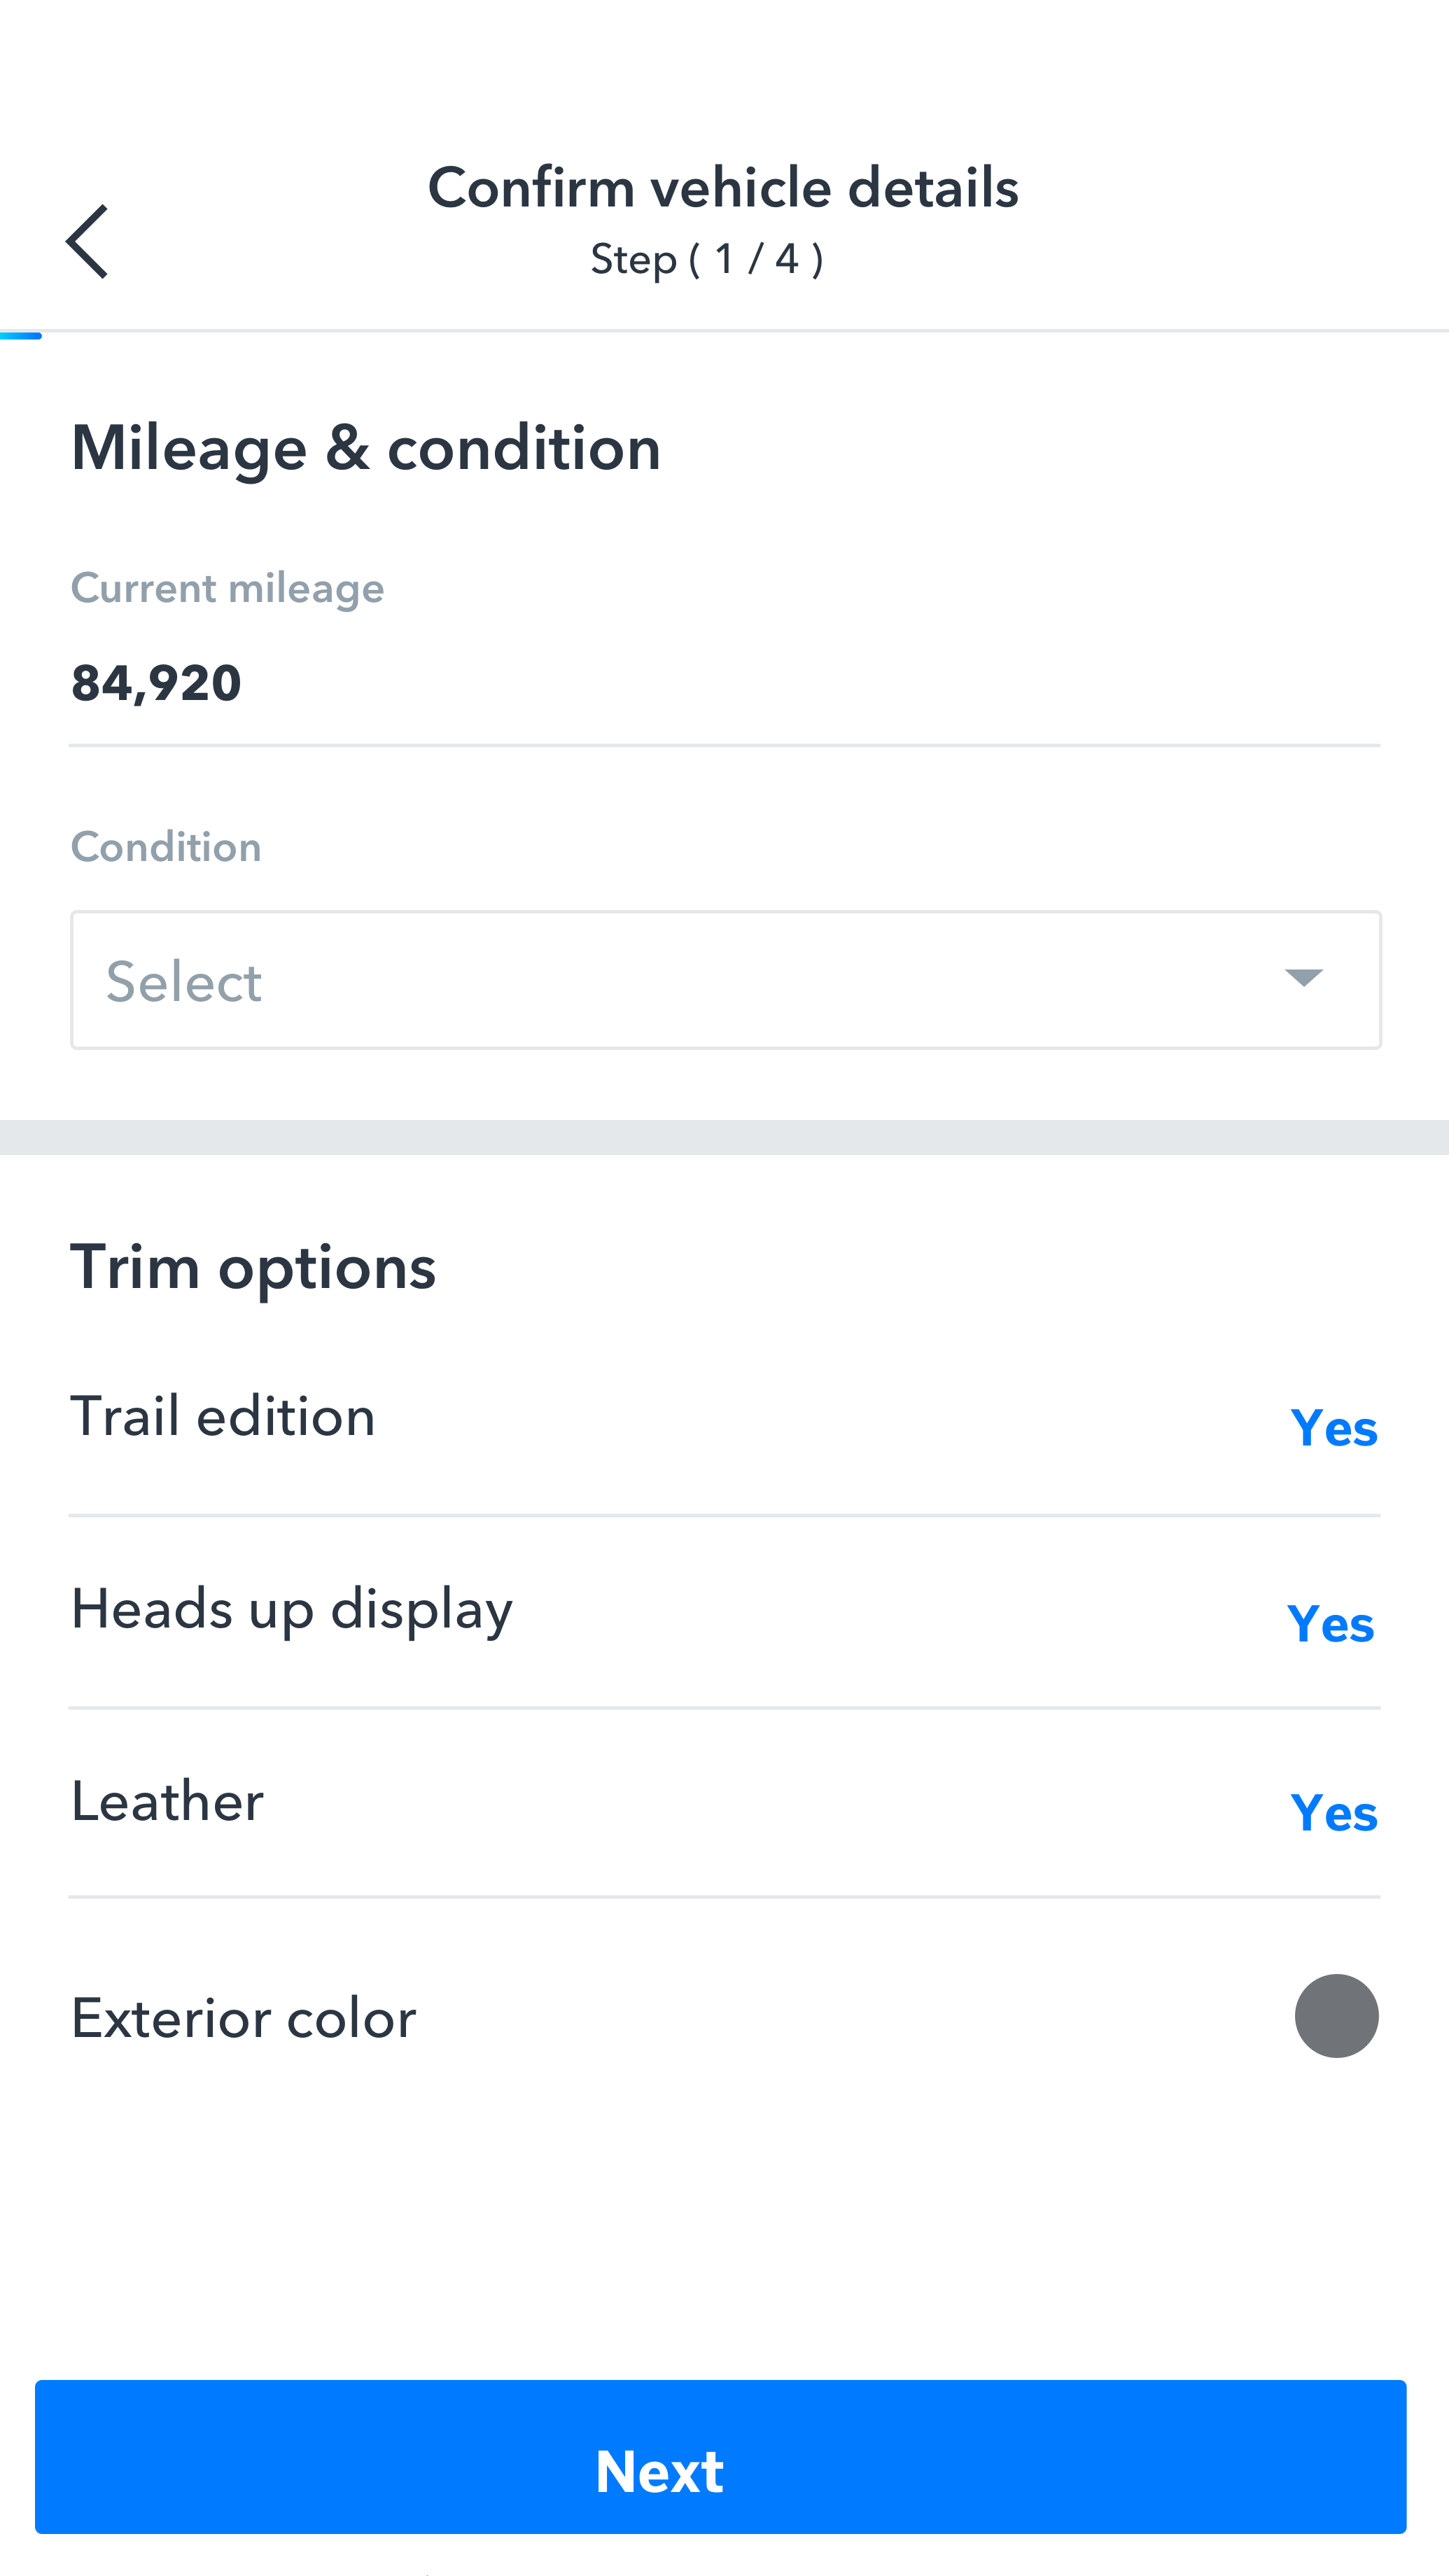 Confirm vehicle details
Step ( 1 / 4 )
Mileage & condition
Current mileage
84,920
Condition
Select
Trim options
Trail edition
Yes
Heads up display
Yes
Leather
Yes
Exterior color
Next